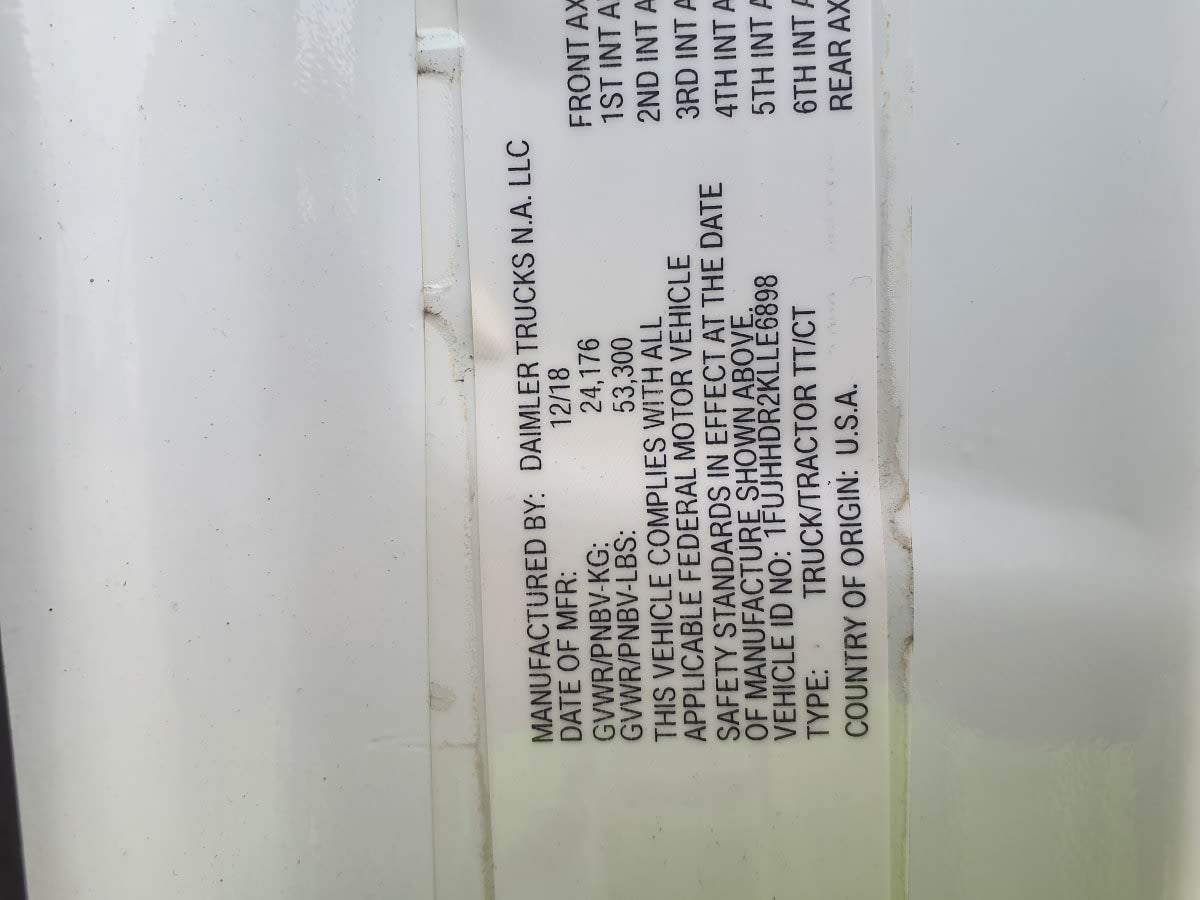 MANUFACTURED BY: DAIMLER TRUCKS N.A. LLC
DATE OF MFR: 12/18
GVWR/PNBV-KG: 24,176
GVWR/PNBV-LBS: 53,300
THIS VEHICLE COMPLIES WITH ALL
APPLICABLE FEDERAL MOTOR VEHICLE
SAFETY STANDARDS IN EFFECT AT THE DATE
OF MANUFACTURE SHOWN ABOVE.
VEHICLE ID NO: 1FUJHHDR2KLLE6898
TYPE: TRUCK/TRACTOR TT/CT
COUNTRY OF ORIGIN: U.S.A.
FRONT AX
1ST INT A
2ND INT A
3RD INT A
4TH INT A
5TH INT A
6TH INT A
REAR AX